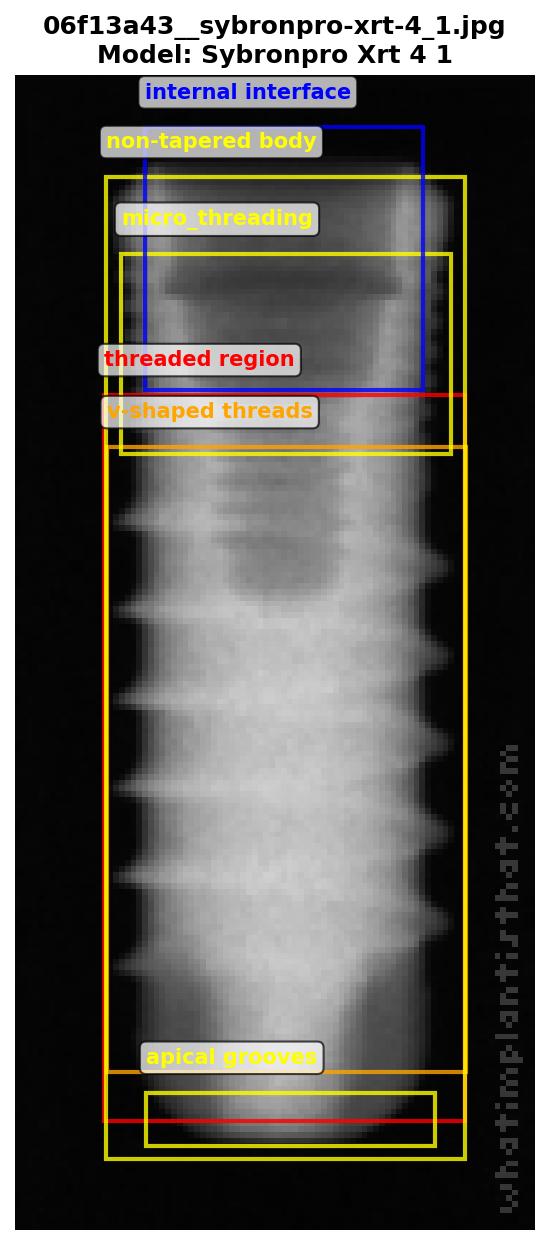 06f13a43__sybronpro-xrt-4_1.jpg
Model: Sybronpro Xrt 4 1
internal interface
non-tapered body
micro_threading
threaded region
v-shaped threads
apical grooves
whatimplantisthat.com